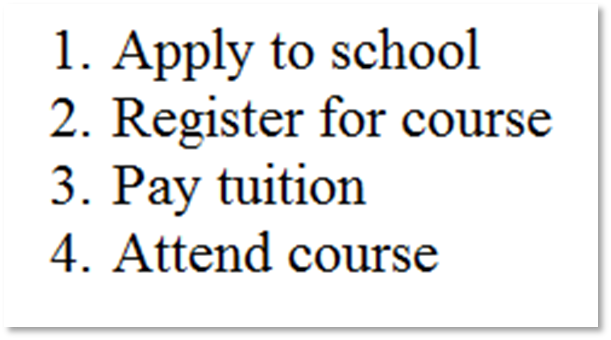 1. Apply to school
2. Register for course
3. Pay tuition
4. Attend course